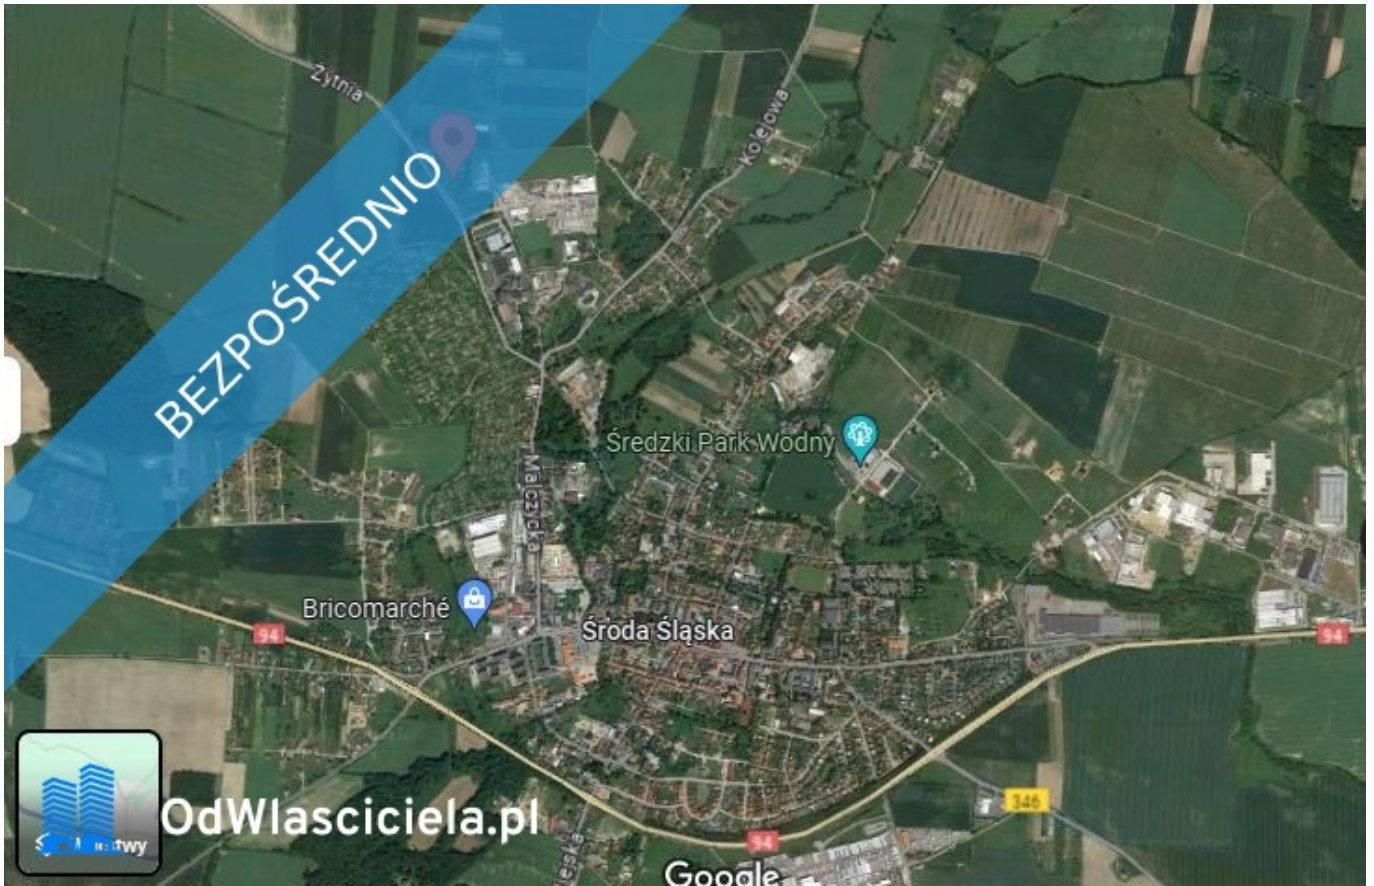 Żytnia
Kolejowa
BEZPOŚREDNIO
Średzki Park Wodny
Malczycka
Bricomarché
Środa Śląska
94
94
346
94
OdWlasciciela.pl
Google